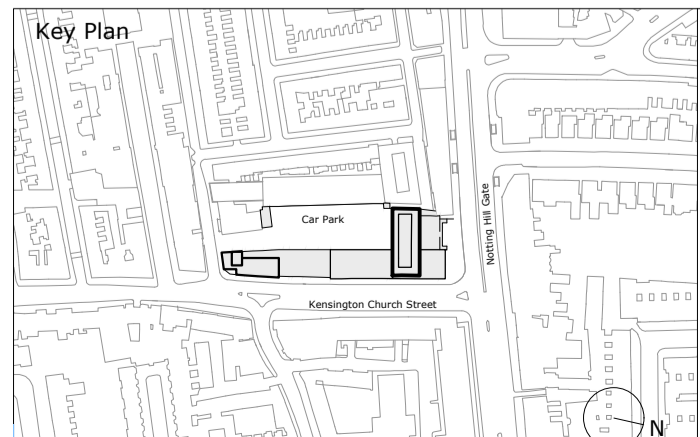 Key Plan
Car Park
Notting Hill Gate
Kensington Church Street
N